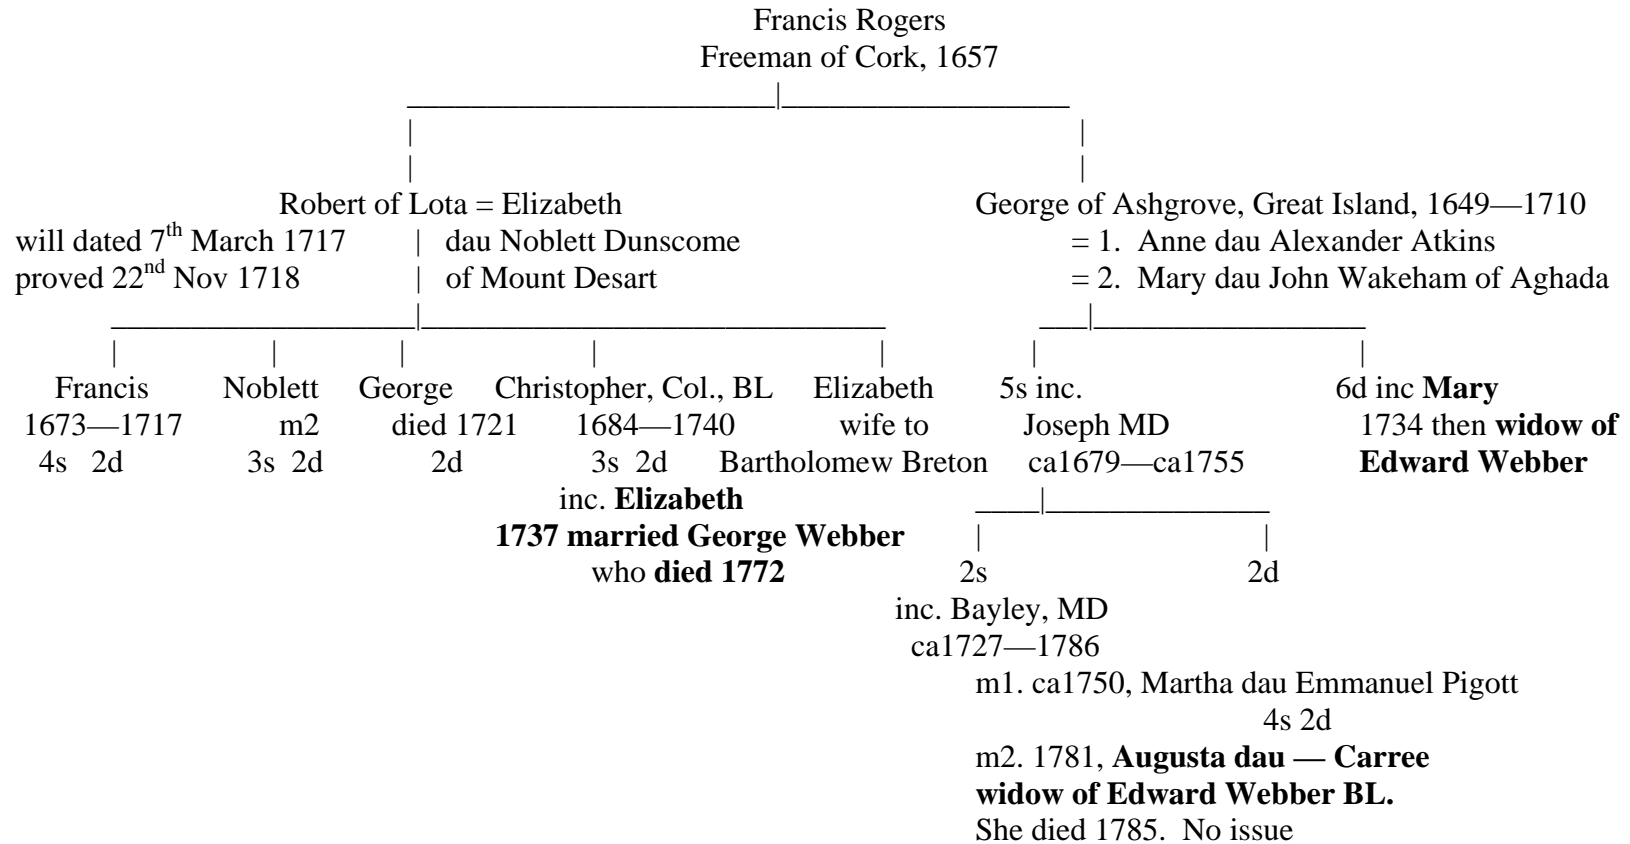 Francis Rogers
Freeman of Cork, 1657
Robert of Lota = Elizabeth George of Ashgrove, Great Island, 1649—1710
will dated 7th March 1717 | dau Noblett Dunscome = 1. Anne dau Alexander Atkins
proved 22nd Nov 1718 | of Mount Desart = 2. Mary dau John Wakeham of Aghada
Francis Noblett George Christopher, Col., BL Elizabeth 5s inc. 6d inc Mary
1673—1717 m2 died 1721 1684—1740 wife to Joseph MD 1734 then widow of
4s 2d 3s 2d 2d 3s 2d Bartholomew Breton ca1679—ca1755 Edward Webber
inc. Elizabeth
1737 married George Webber
who died 1772 2s 2d
inc. Bayley, MD
ca1727—1786
m1. ca1750, Martha dau Emmanuel Pigott
4s 2d
m2. 1781, Augusta dau — Carree
widow of Edward Webber BL.
She died 1785. No issue